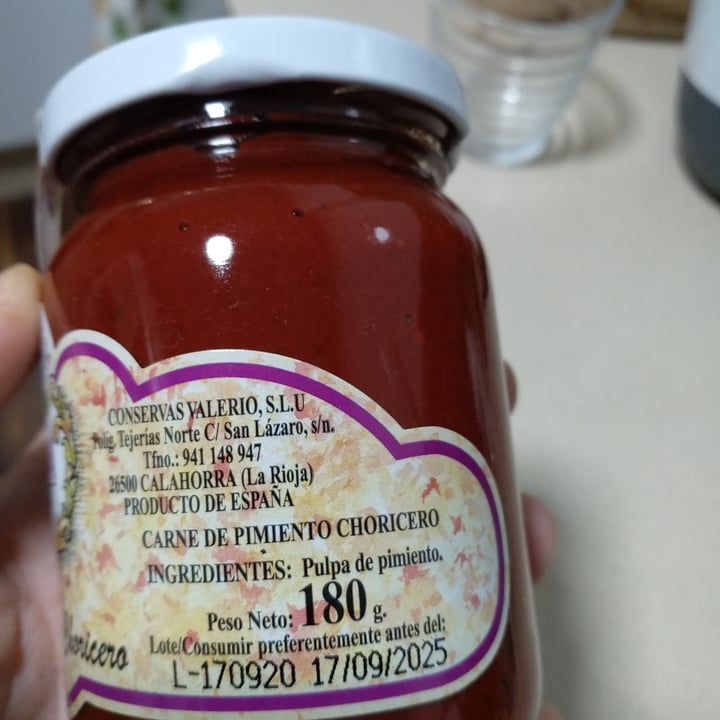 CONSERVAS VALERIO, S.L.U
Polig. Tejerías Norte C/ San Lázaro, s/n.
Tfno.: 941 148 947
26500 CALAHORRA (La Rioja)
PRODUCTO DE ESPAÑA
CARNE DE PIMIENTO CHORICERO
INGREDIENTES: Pulpa de pimiento.
Peso Neto: 180 g.
Lote/Consumir preferentemente antes del:
L-170920 17/09/2025